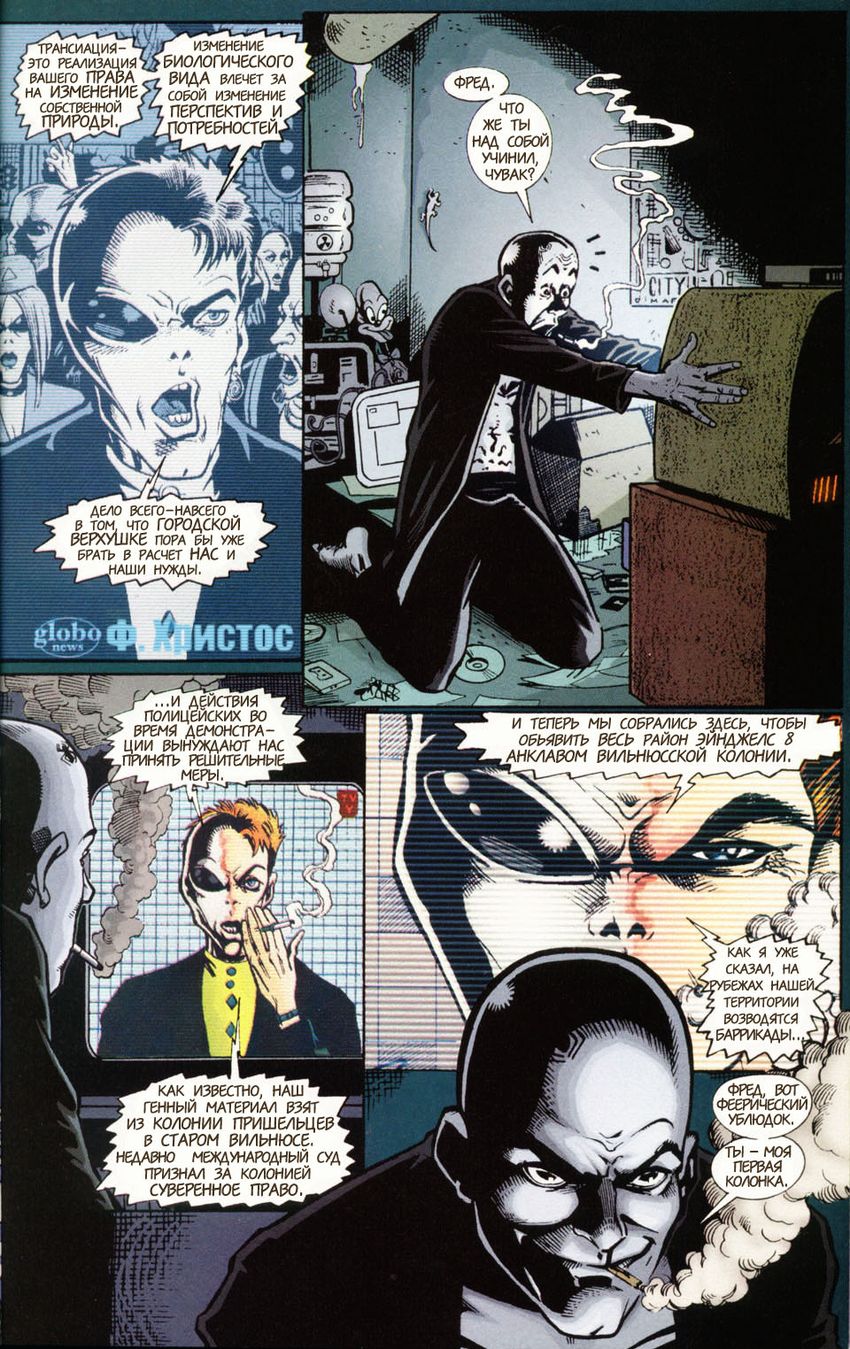 ТРАНСИАЦИЯ–
ЭТО РЕАЛИЗАЦИЯ
ВАШЕГО ПРАВА
НА ИЗМЕНЕНИЕ
СОБСТВЕННОЙ
ПРИРОДЫ.
ИЗМЕНЕНИЕ
БИОЛОГИЧЕСКОГО
ВИДА ВЛЕЧЕТ ЗА
СОБОЙ ИЗМЕНЕНИЕ
ПЕРСПЕКТИВ И
ПОТРЕБНОСТЕЙ.
ДЕЛО ВСЕГО-НАВСЕГО
В ТОМ, ЧТО ГОРОДСКОЙ
ВЕРХУШКЕ ПОРА БЫ УЖЕ
БРАТЬ В РАСЧЕТ НАС И
НАШИ НУЖДЫ.
globo
news
Ф. Христос
ФРЕД.
ЧТО
ЖЕ ТЫ
НАД СОБОЙ
УЧИНИЛ,
ЧУВАК?
CITY
...И ДЕЙСТВИЯ
ПОЛИЦЕЙСКИХ ВО
ВРЕМЯ ДЕМОНСТРА-
ЦИИ ВЫНУЖДАЮТ НАС
ПРИНЯТЬ РЕШИТЕЛЬНЫЕ
МЕРЫ.
КАК ИЗВЕСТНО, НАШ
ГЕННЫЙ МАТЕРИАЛ ВЗЯТ
ИЗ КОЛОНИИ ПРИШЕЛЬЦЕВ
В СТАРОМ ВИЛЬНЮСЕ.
НЕДАВНО МЕЖДУНАРОДНЫЙ СУД
ПРИЗНАЛ ЗА КОЛОНИЕЙ
СУВЕРЕННОЕ ПРАВО.
И ТЕПЕРЬ МЫ СОБРАЛИСЬ ЗДЕСЬ, ЧТОБЫ
ОБЬЯВИТЬ ВЕСЬ РАЙОН ЭЙНДЖЕЛС 8
АНКЛАВОМ ВИЛЬНЮССКОЙ КОЛОНИИ.
КАК Я УЖЕ
СКАЗАЛ, НА
РУБЕЖАХ НАШЕЙ
ТЕРРИТОРИИ
ВОЗВОДЯТСЯ
БАРРИКАДЫ...
ФРЕД, ВОТ
ФЕЕРИЧЕСКИЙ
УБЛЮДОК.
ТЫ – МОЯ
ПЕРВАЯ
КОЛОНКА.